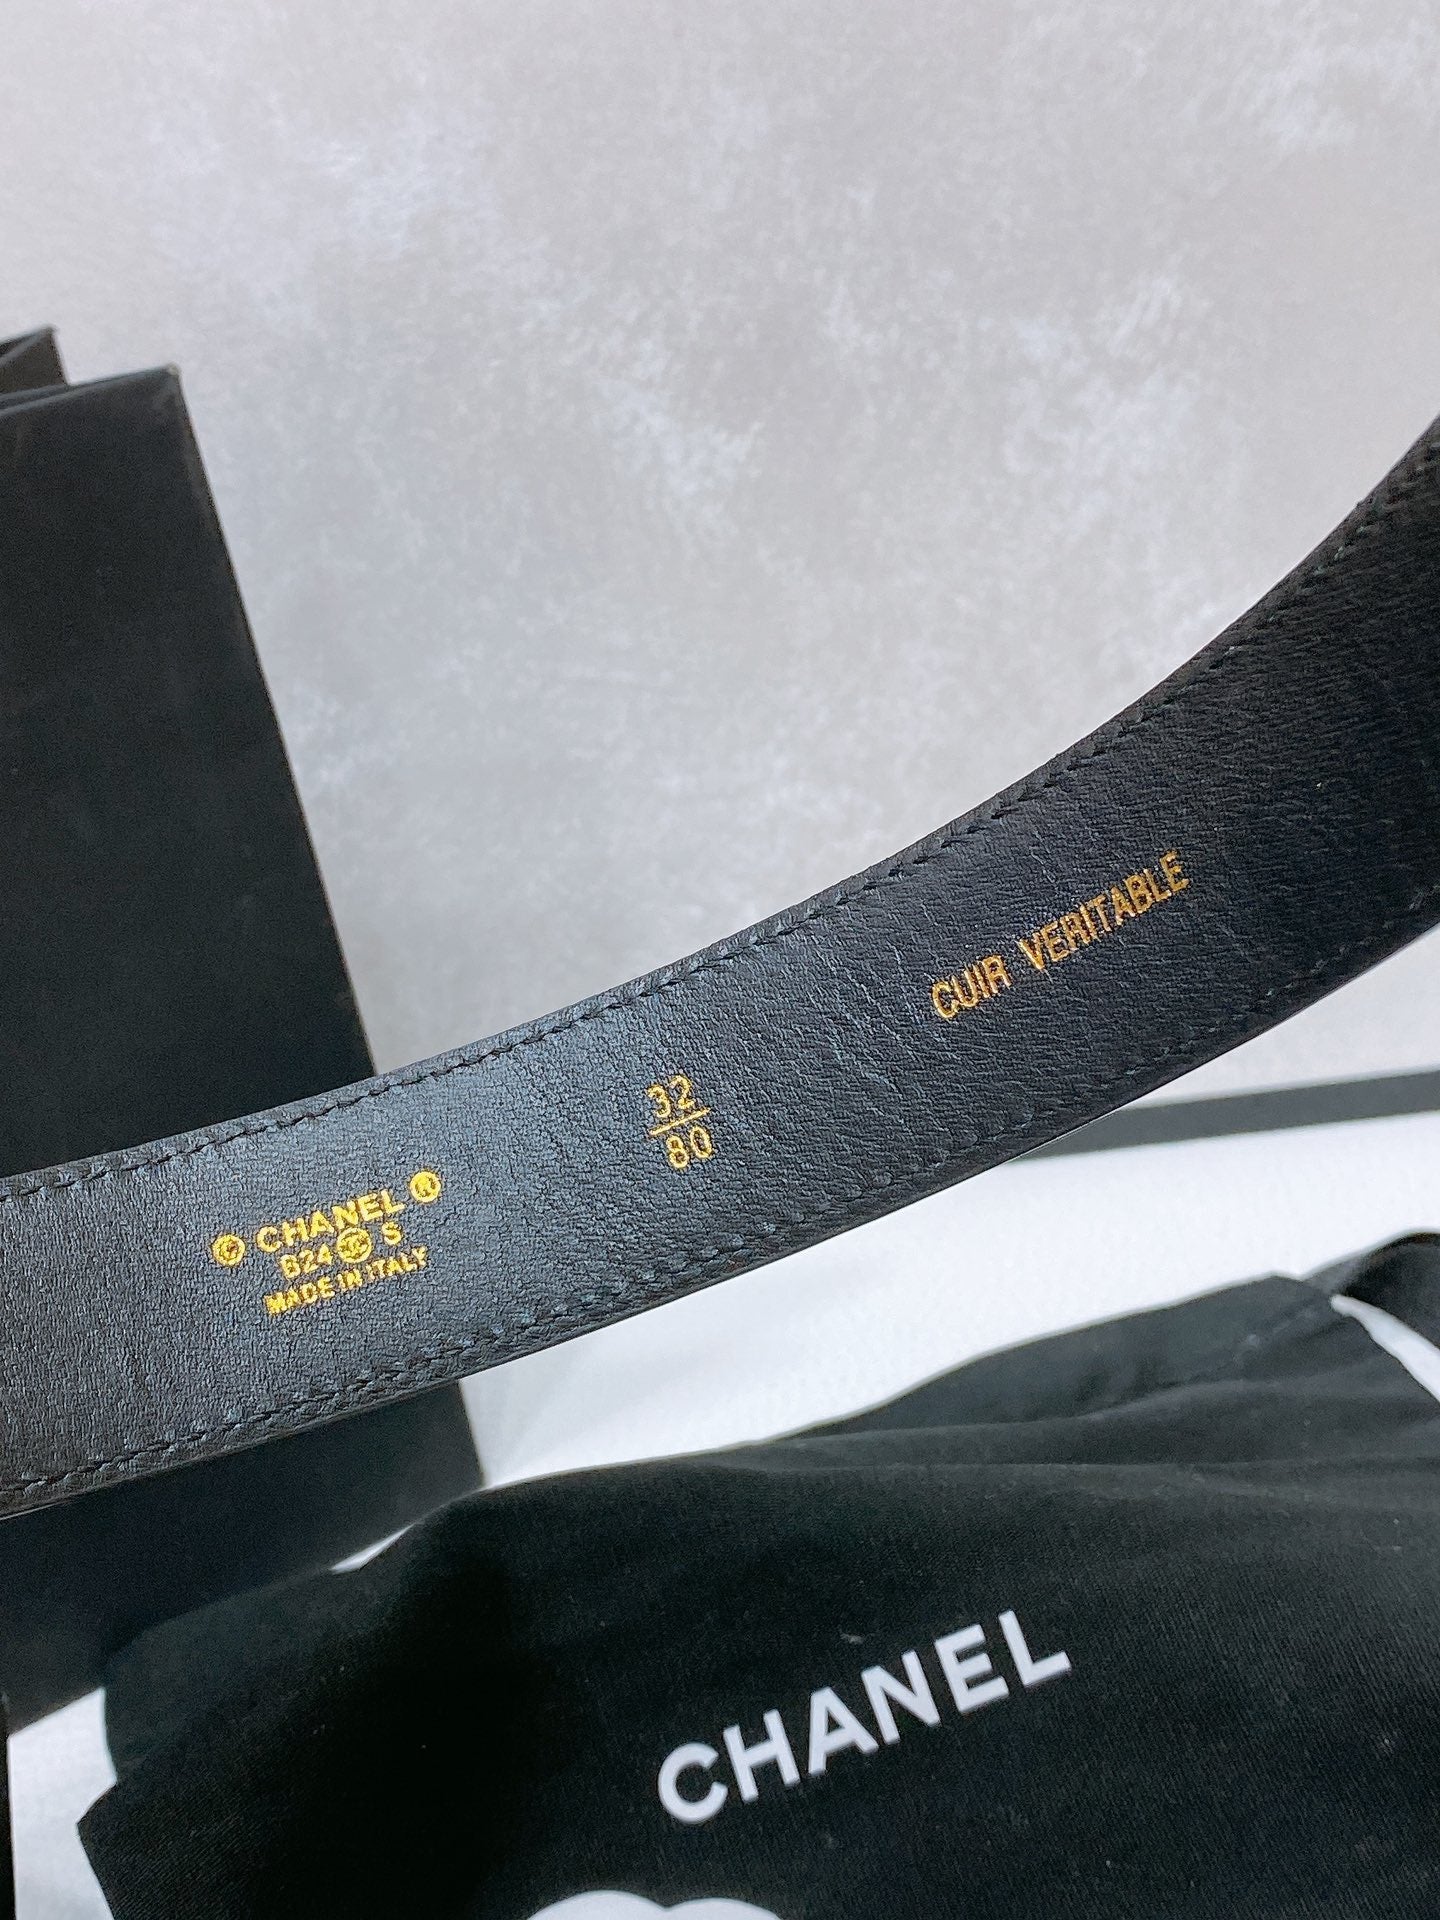 © CHANEL ®
B24 S
MADE IN ITALY
32
80
CUIR VERITABLE
CHANEL